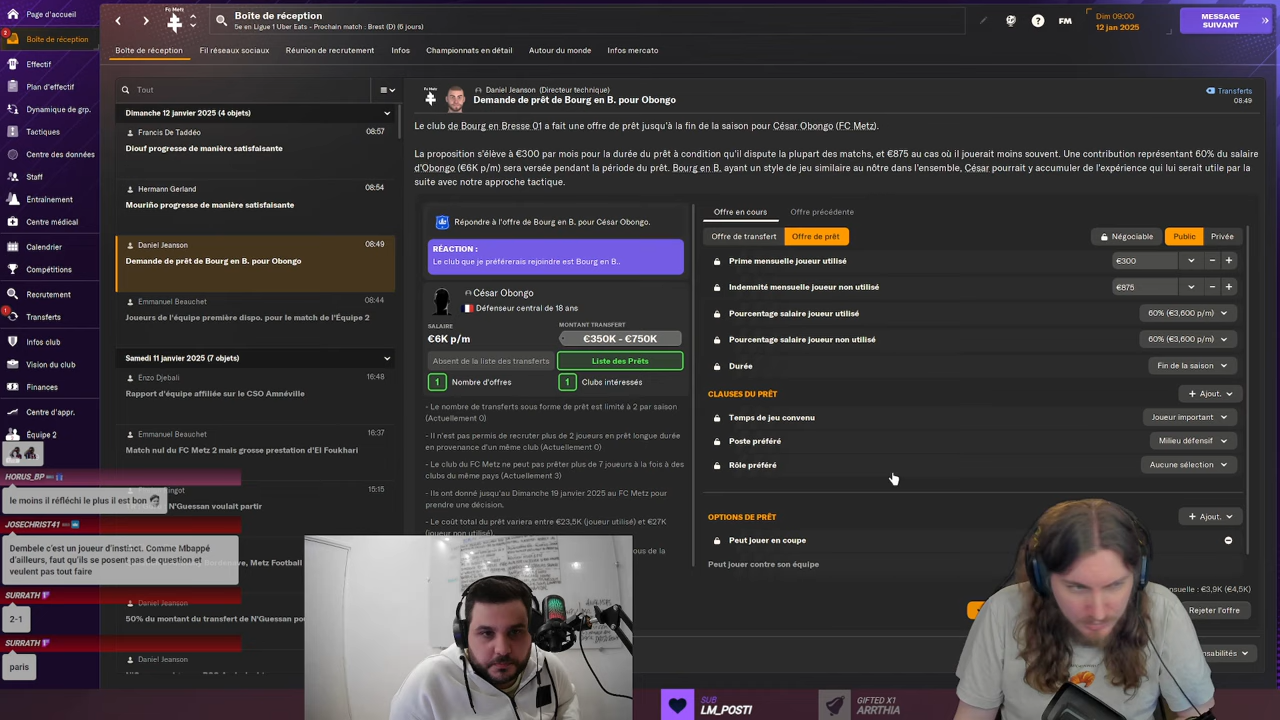 Page d'accueil
Boîte de réception
Effectif
Plan d'effectif
Dynamique de grp.
Tactiques
Centre des données
Staff
Entraînement
Centre médical
Calendrier
Compétitions
Recrutement
Transferts
Infos club
Vision du club
Finances
Centre d'appr.
Équipe 2
Fc Metz
Boîte de réception
5e en Ligue 1 Uber Eats - Prochain match : Brest (D) (6 jours)
FM
Dim 09:00
12 jan 2025
MESSAGE SUIVANT
Boîte de réception
Fil réseaux sociaux
Réunion de recrutement
Infos
Championnats en détail
Autour du monde
Infos mercato
Tout
Dimanche 12 janvier 2025 (4 objets)
Francis De Taddéo 08:57
Diouf progresse de manière satisfaisante
Hermann Gerland 08:54
Mouriño progresse de manière satisfaisante
Daniel Jeanson 08:49
Demande de prêt de Bourg en B. pour Obongo
Emmanuel Beauchet 08:44
Joueurs de l'équipe première dispo. pour le match de l'Équipe 2
Samedi 11 janvier 2025 (7 objets)
Enzo Djebali 16:48
Rapport d'équipe affiliée sur le CSO Amnéville
Emmanuel Beauchet 16:37
Match nul du FC Metz 2 mais grosse prestation d'El Foukhari
15:15
N'Guessan voulait partir
Metz Football
Daniel Jeanson
50% du montant du transfert de N'Guessan
Daniel Jeanson
Daniel Jeanson (Directeur technique)
Demande de prêt de Bourg en B. pour Obongo
Transferts
08:49
Le club de Bourg en Bresse 01 a fait une offre de prêt jusqu'à la fin de la saison pour César Obongo (FC Metz).
La proposition s'élève à €300 par mois pour la durée du prêt à condition qu'il dispute la plupart des matchs, et €875 au cas où il jouerait moins souvent. Une contribution représentant 60% du salaire
d'Obongo (€6K p/m) sera versée pendant la période du prêt. Bourg en B. ayant un style de jeu similaire au nôtre dans l'ensemble, César pourrait y accumuler de l'expérience qui lui serait utile par la
suite avec notre approche tactique.
Répondre à l'offre de Bourg en B. pour César Obongo.
RÉACTION :
Le club que je préférerais rejoindre est Bourg en B..
César Obongo
Défenseur central de 18 ans
SALAIRE
€6K p/m
MONTANT TRANSFERT
€350K - €750K
Absent de la liste des transferts
Liste des Prêts
1 Nombre d'offres
1 Clubs intéressés
- Le nombre de transferts sous forme de prêt est limité à 2 par saison
(Actuellement 0)
- Il n'est pas permis de recruter plus de 2 joueurs en prêt longue durée
en provenance d'un même club (Actuellement 0)
- Le club du FC Metz ne peut pas prêter plus de 7 joueurs à la fois à des
clubs du même pays (Actuellement 3)
- Ils ont donné jusqu'au Dimanche 19 janvier 2025 au FC Metz pour
prendre une décision.
- Le coût total du prêt variera entre €23,5K (joueur utilisé) et €27K
(joueur non utilisé).
Offre en cours
Offre précédente
Offre de transfert
Offre de prêt
Négociable
Public
Privée
Prime mensuelle joueur utilisé €300
Indemnité mensuelle joueur non utilisé €875
Pourcentage salaire joueur utilisé 60% (€3,600 p/m)
Pourcentage salaire joueur non utilisé 60% (€3,600 p/m)
Durée Fin de la saison
CLAUSES DU PRÊT + Ajout.
Temps de jeu convenu Joueur important
Poste préféré Milieu défensif
Rôle préféré Aucune sélection
OPTIONS DE PRÊT + Ajout.
Peut jouer en coupe
Peut jouer contre son équipe
mensuelle : €3,9K (€4,5K)
Rejeter l'offre
HORUS_BP
le moins il réfléchi le plus il est bon
JOSECHRIST41
Dembele c'est un joueur d'instinct. Comme Mbappé
d'ailleurs, faut qu'ils se posent pas de question et
veulent pas tout faire
SURRATH
2-1
SURRATH
paris
SUB
LM_POSTI
GIFTED X1
ARRTHIA